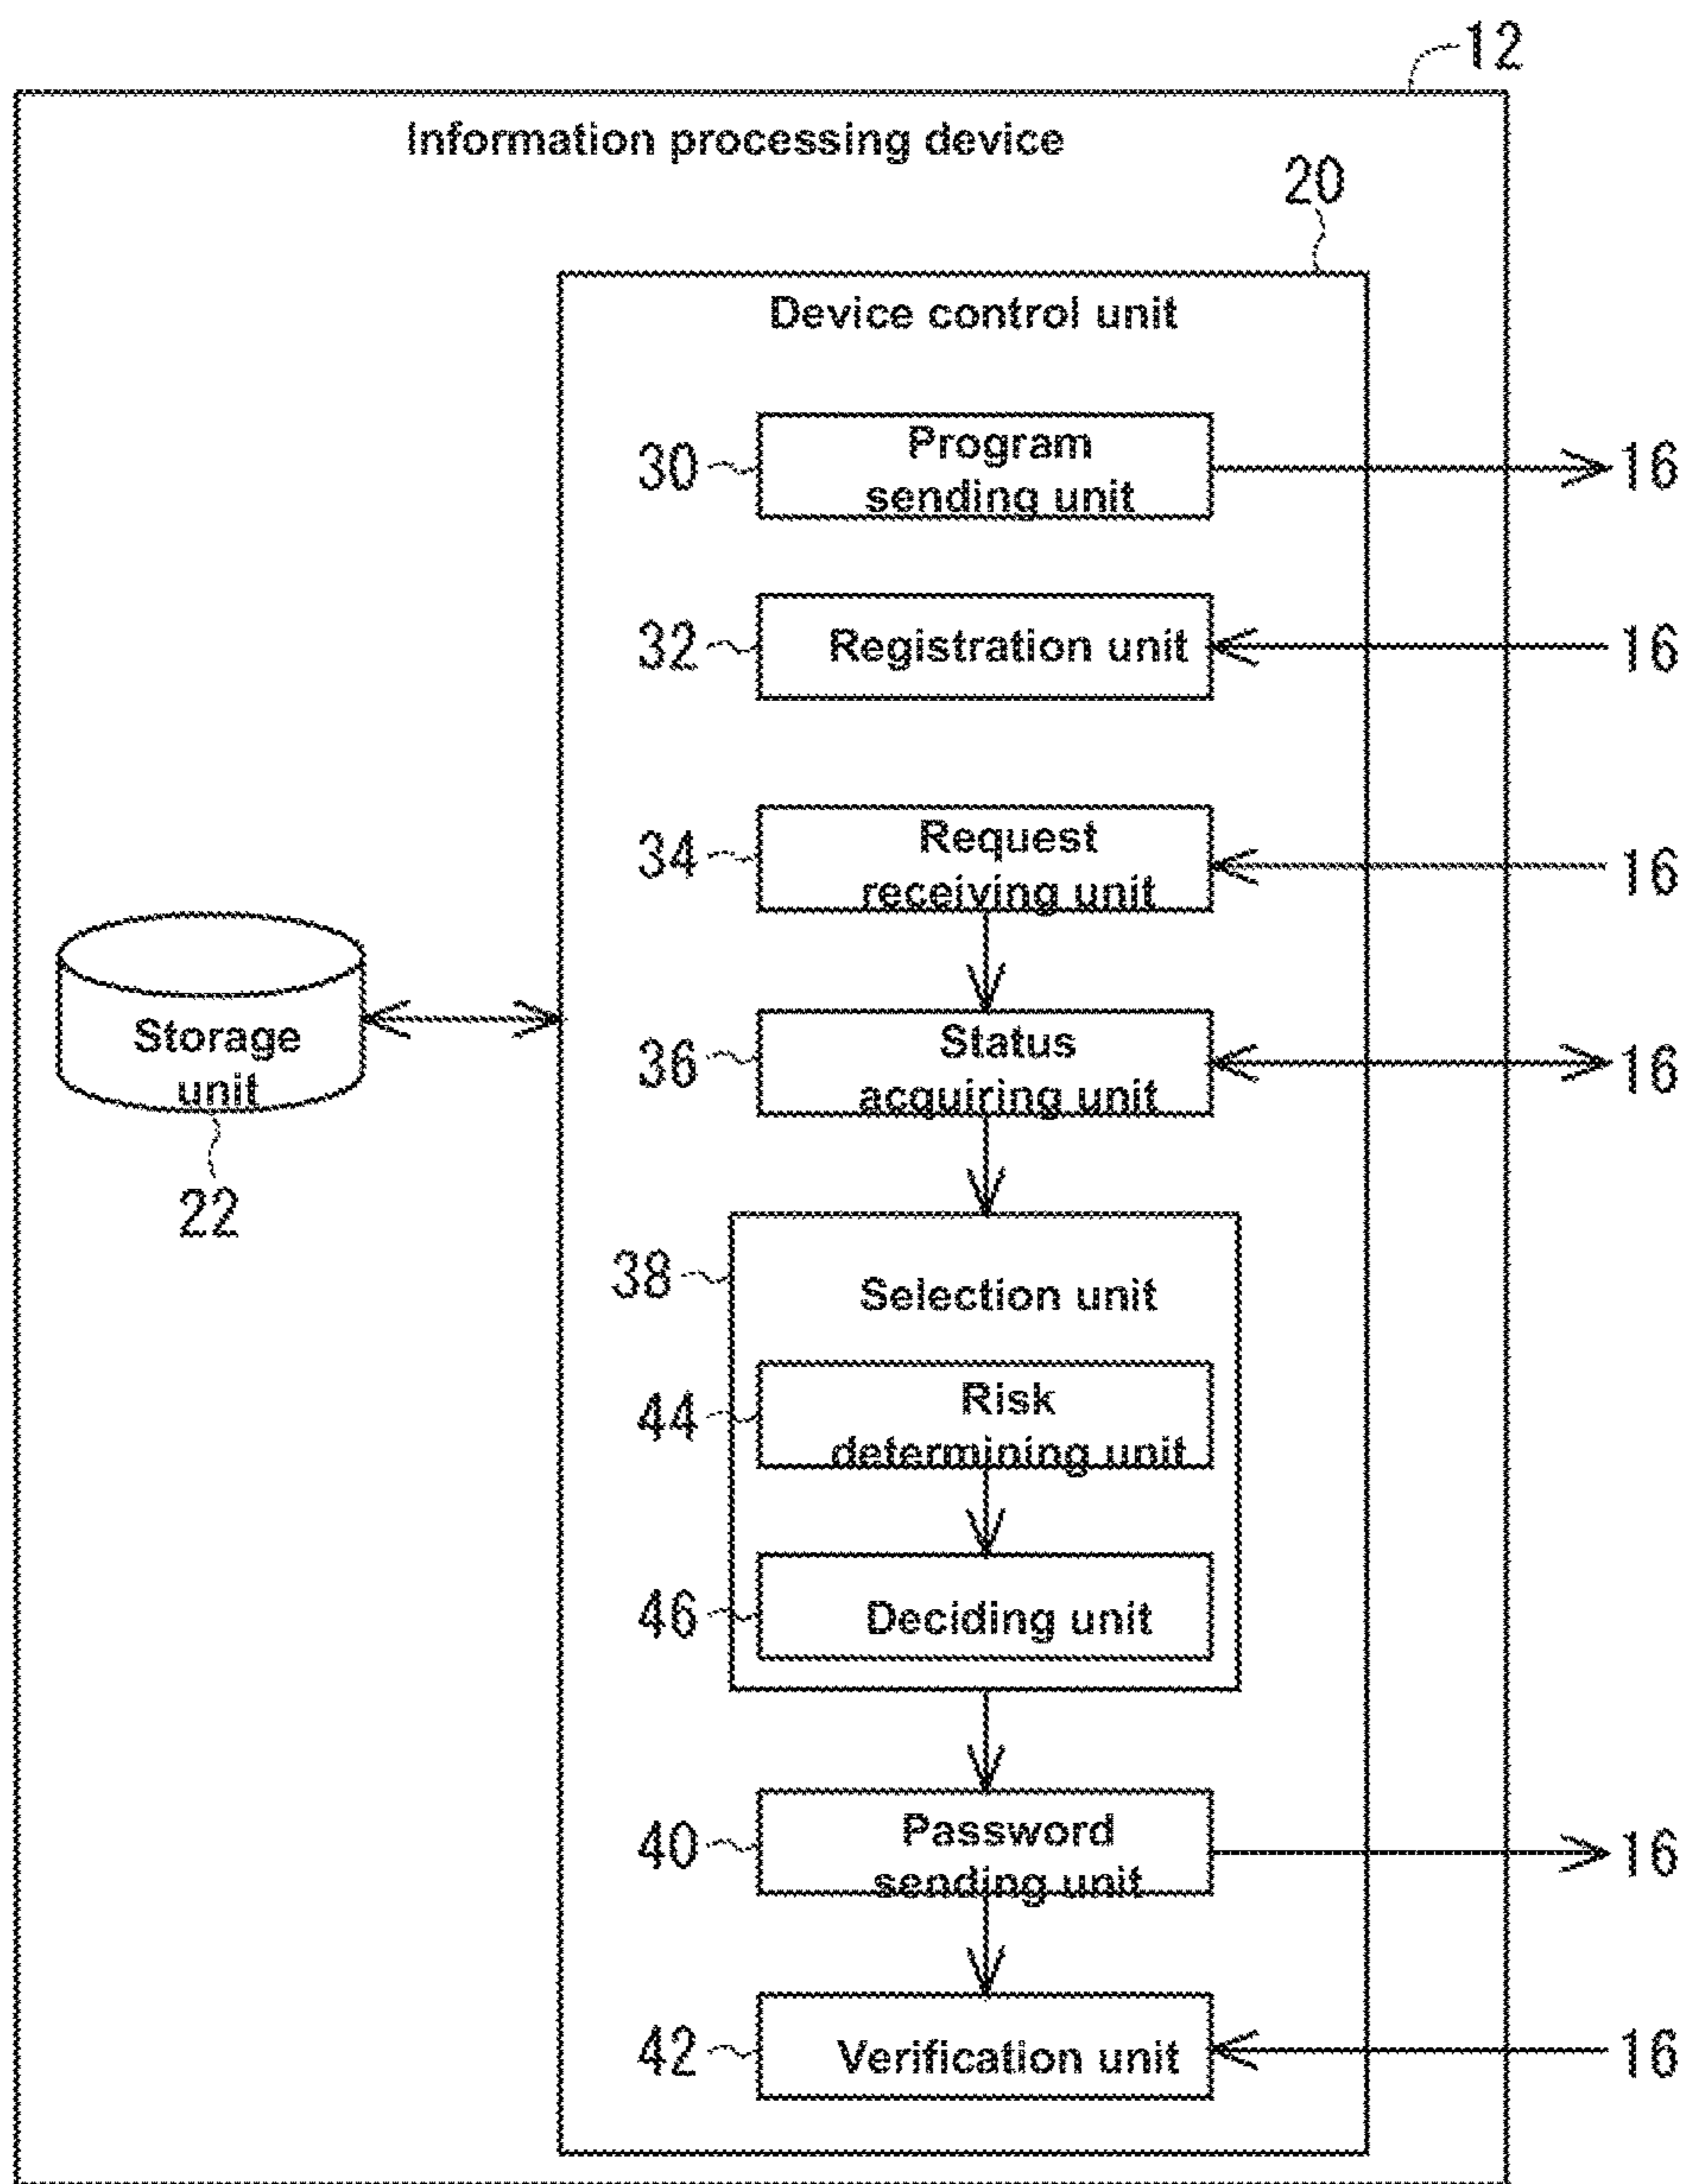 12
Information processing device
20
Device control unit
30
Program
sending unit
16
32
Registration unit
16
34
Request
receiving unit
16
Storage
unit
22
36
Status
acquiring unit
16
38
Selection unit
44
Risk
determining unit
46
Deciding unit
40
Password
sending unit
16
42
Verification unit
16